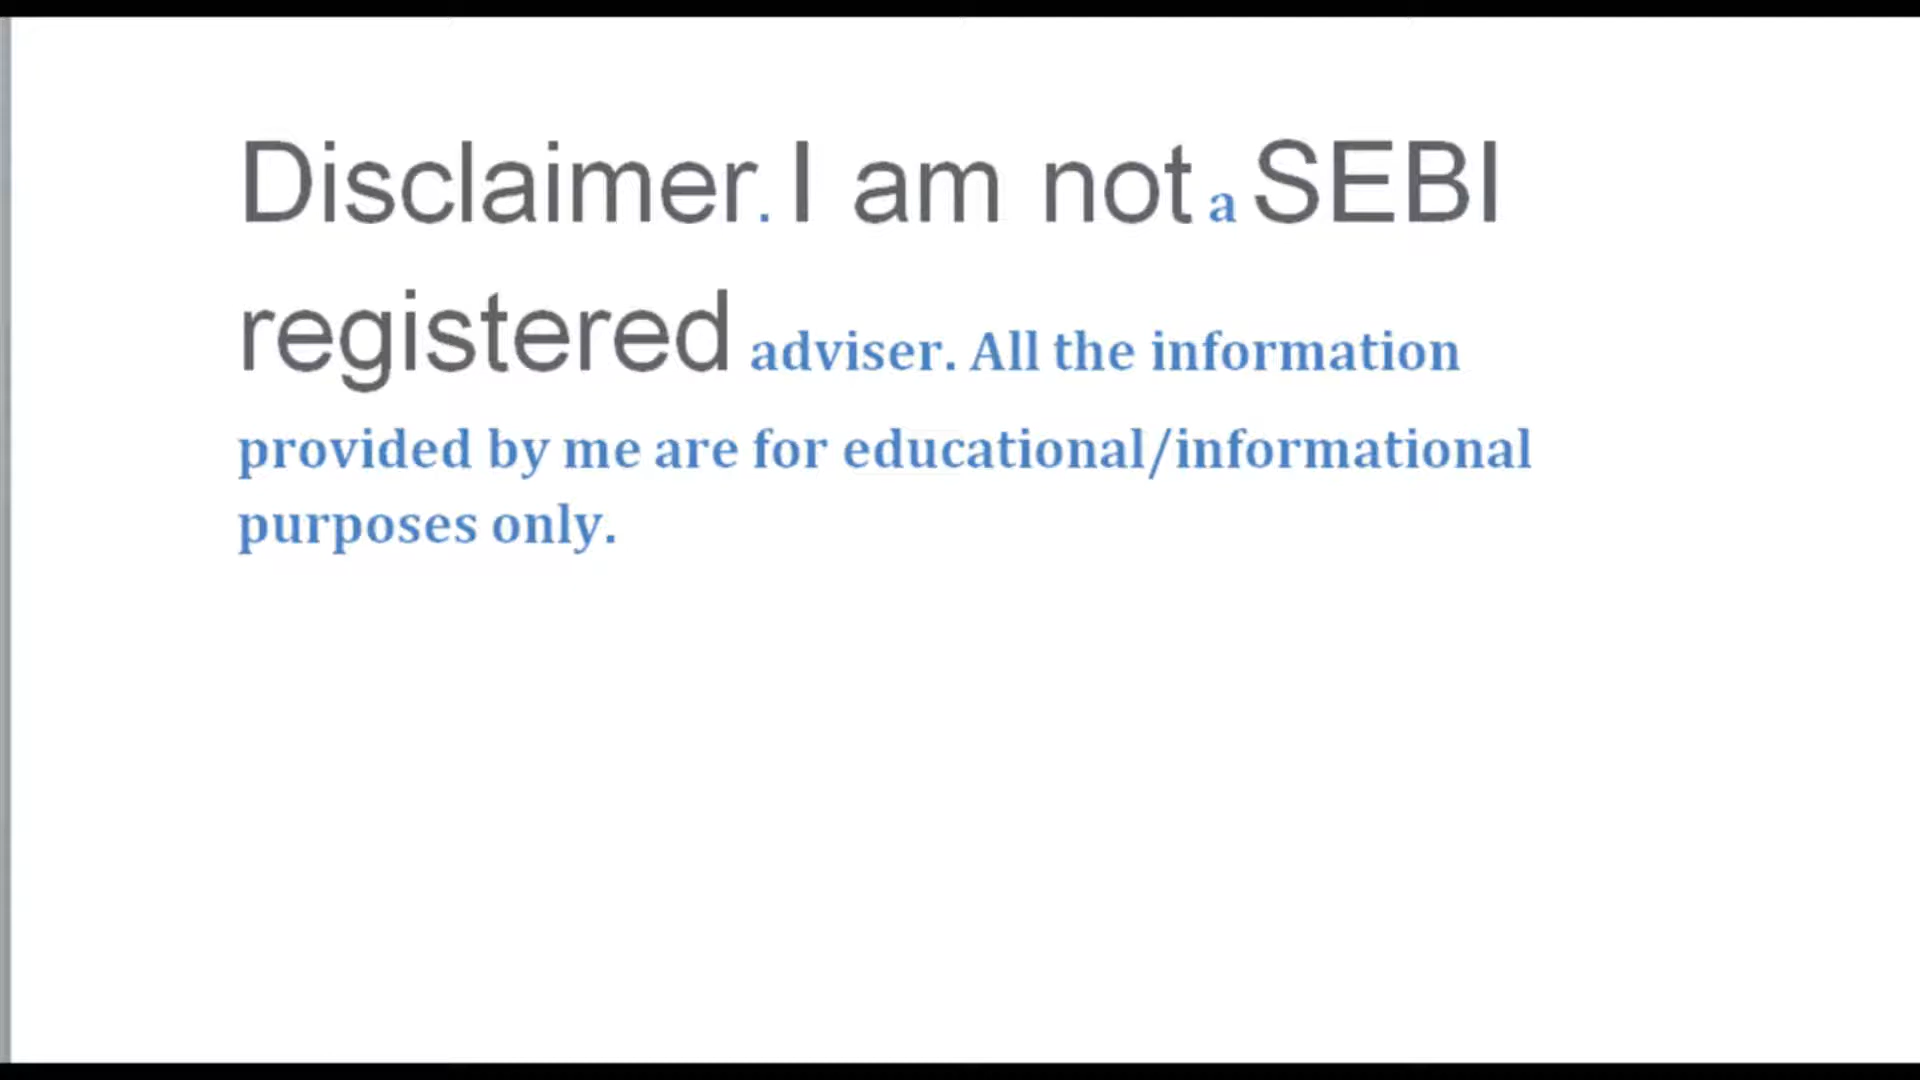 Disclaimer. I am not a SEBI
registered adviser. All the information
provided by me are for educational/informational
purposes only.